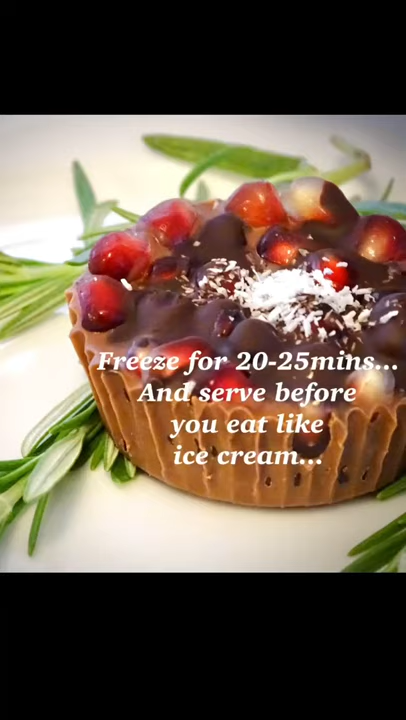 Freeze for 20-25mins...
And serve before
you eat like
ice cream...